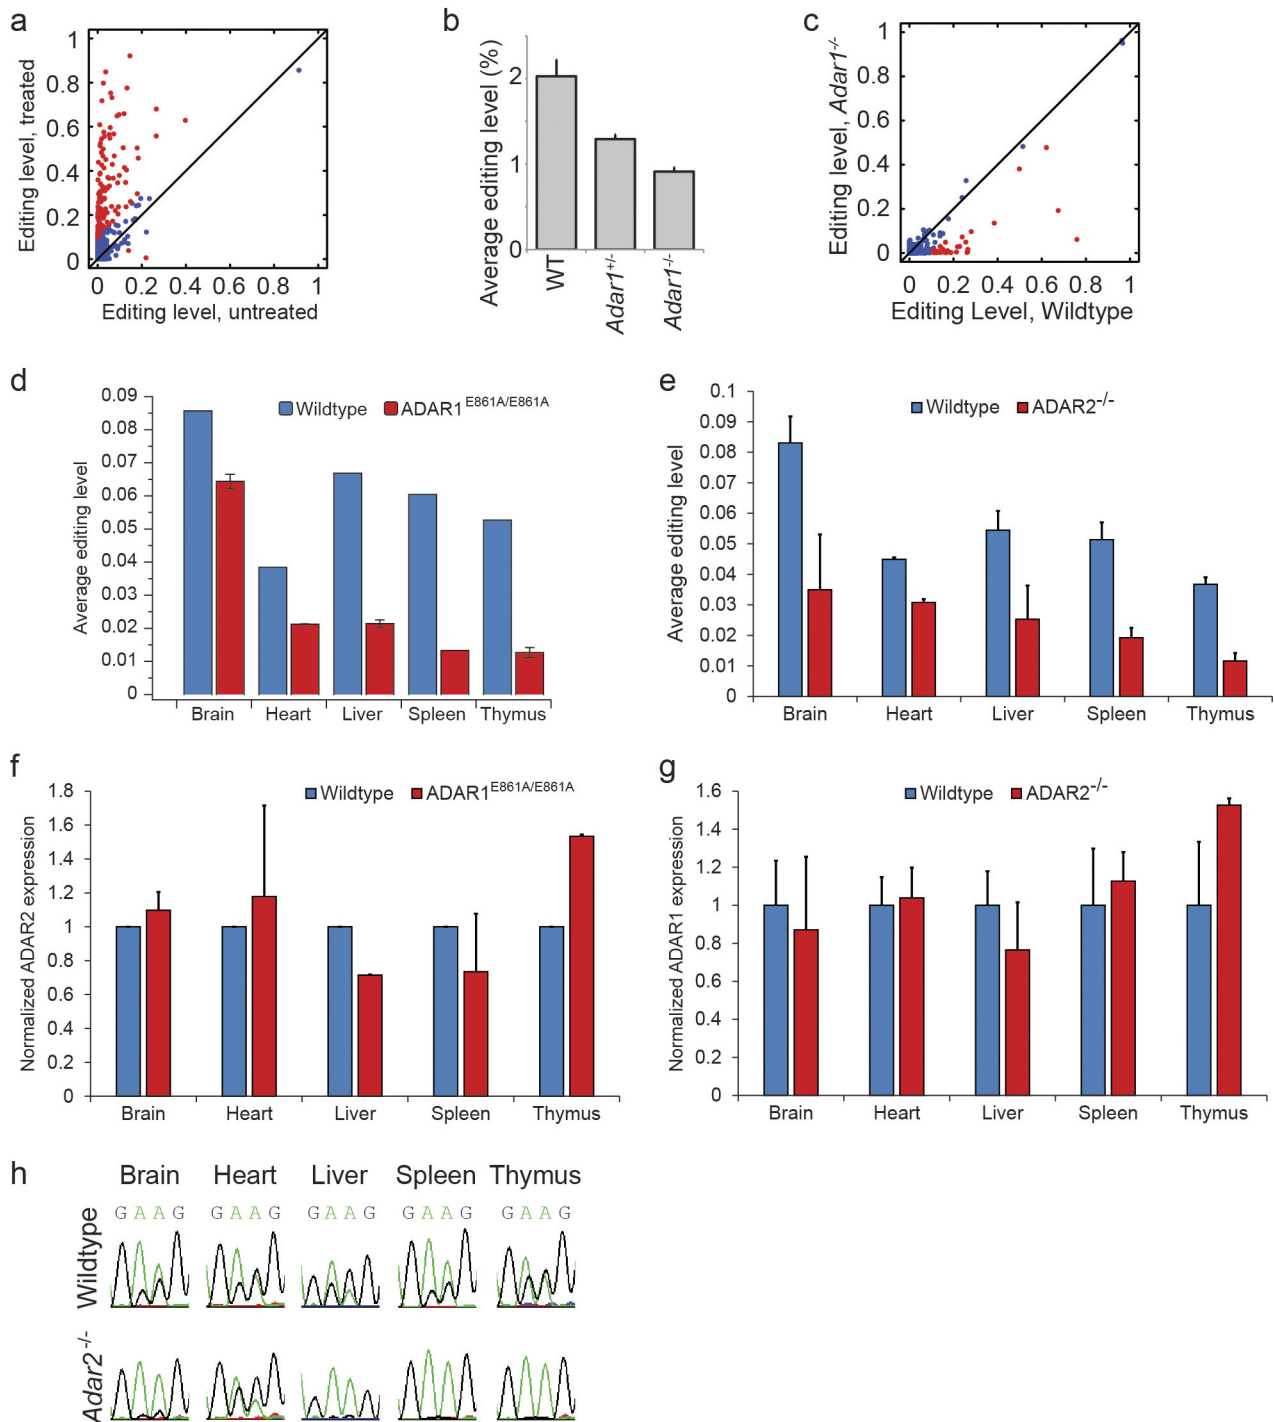 a
Editing level, treated
1
0.8
0.6
0.4
0.2
0
0 0.2 0.4 0.6 0.8 1
Editing level, untreated
b
Average editing level (%)
2
1
0
WT
Adar1+/-
Adar1-/-
c
Editing level, Adar1-/-
1
0.8
0.6
0.4
0.2
0
0 0.2 0.4 0.6 0.8 1
Editing Level, Wildtype
d
Average editing level
0.09
0.08
0.07
0.06
0.05
0.04
0.03
0.02
0.01
0
Wildtype ADAR1 E861A/E861A
Brain Heart Liver Spleen Thymus
e
Average editing level
0.1
0.09
0.08
0.07
0.06
0.05
0.04
0.03
0.02
0.01
0
Wildtype ADAR2-/-
Brain Heart Liver Spleen Thymus
f
Normalized ADAR2 expression
1.8
1.6
1.4
1.2
1
0.8
0.6
0.4
0.2
0
Wildtype ADAR1E861A/E861A
Brain Heart Liver Spleen Thymus
g
Normalized ADAR1 expression
1.6
1.4
1.2
1
0.8
0.6
0.4
0.2
0
Wildtype ADAR2-/-
Brain Heart Liver Spleen Thymus
h
Brain Heart Liver Spleen Thymus
G A A G G A A G G A A G G A A G G A A G
Wildtype
Adar2-/-